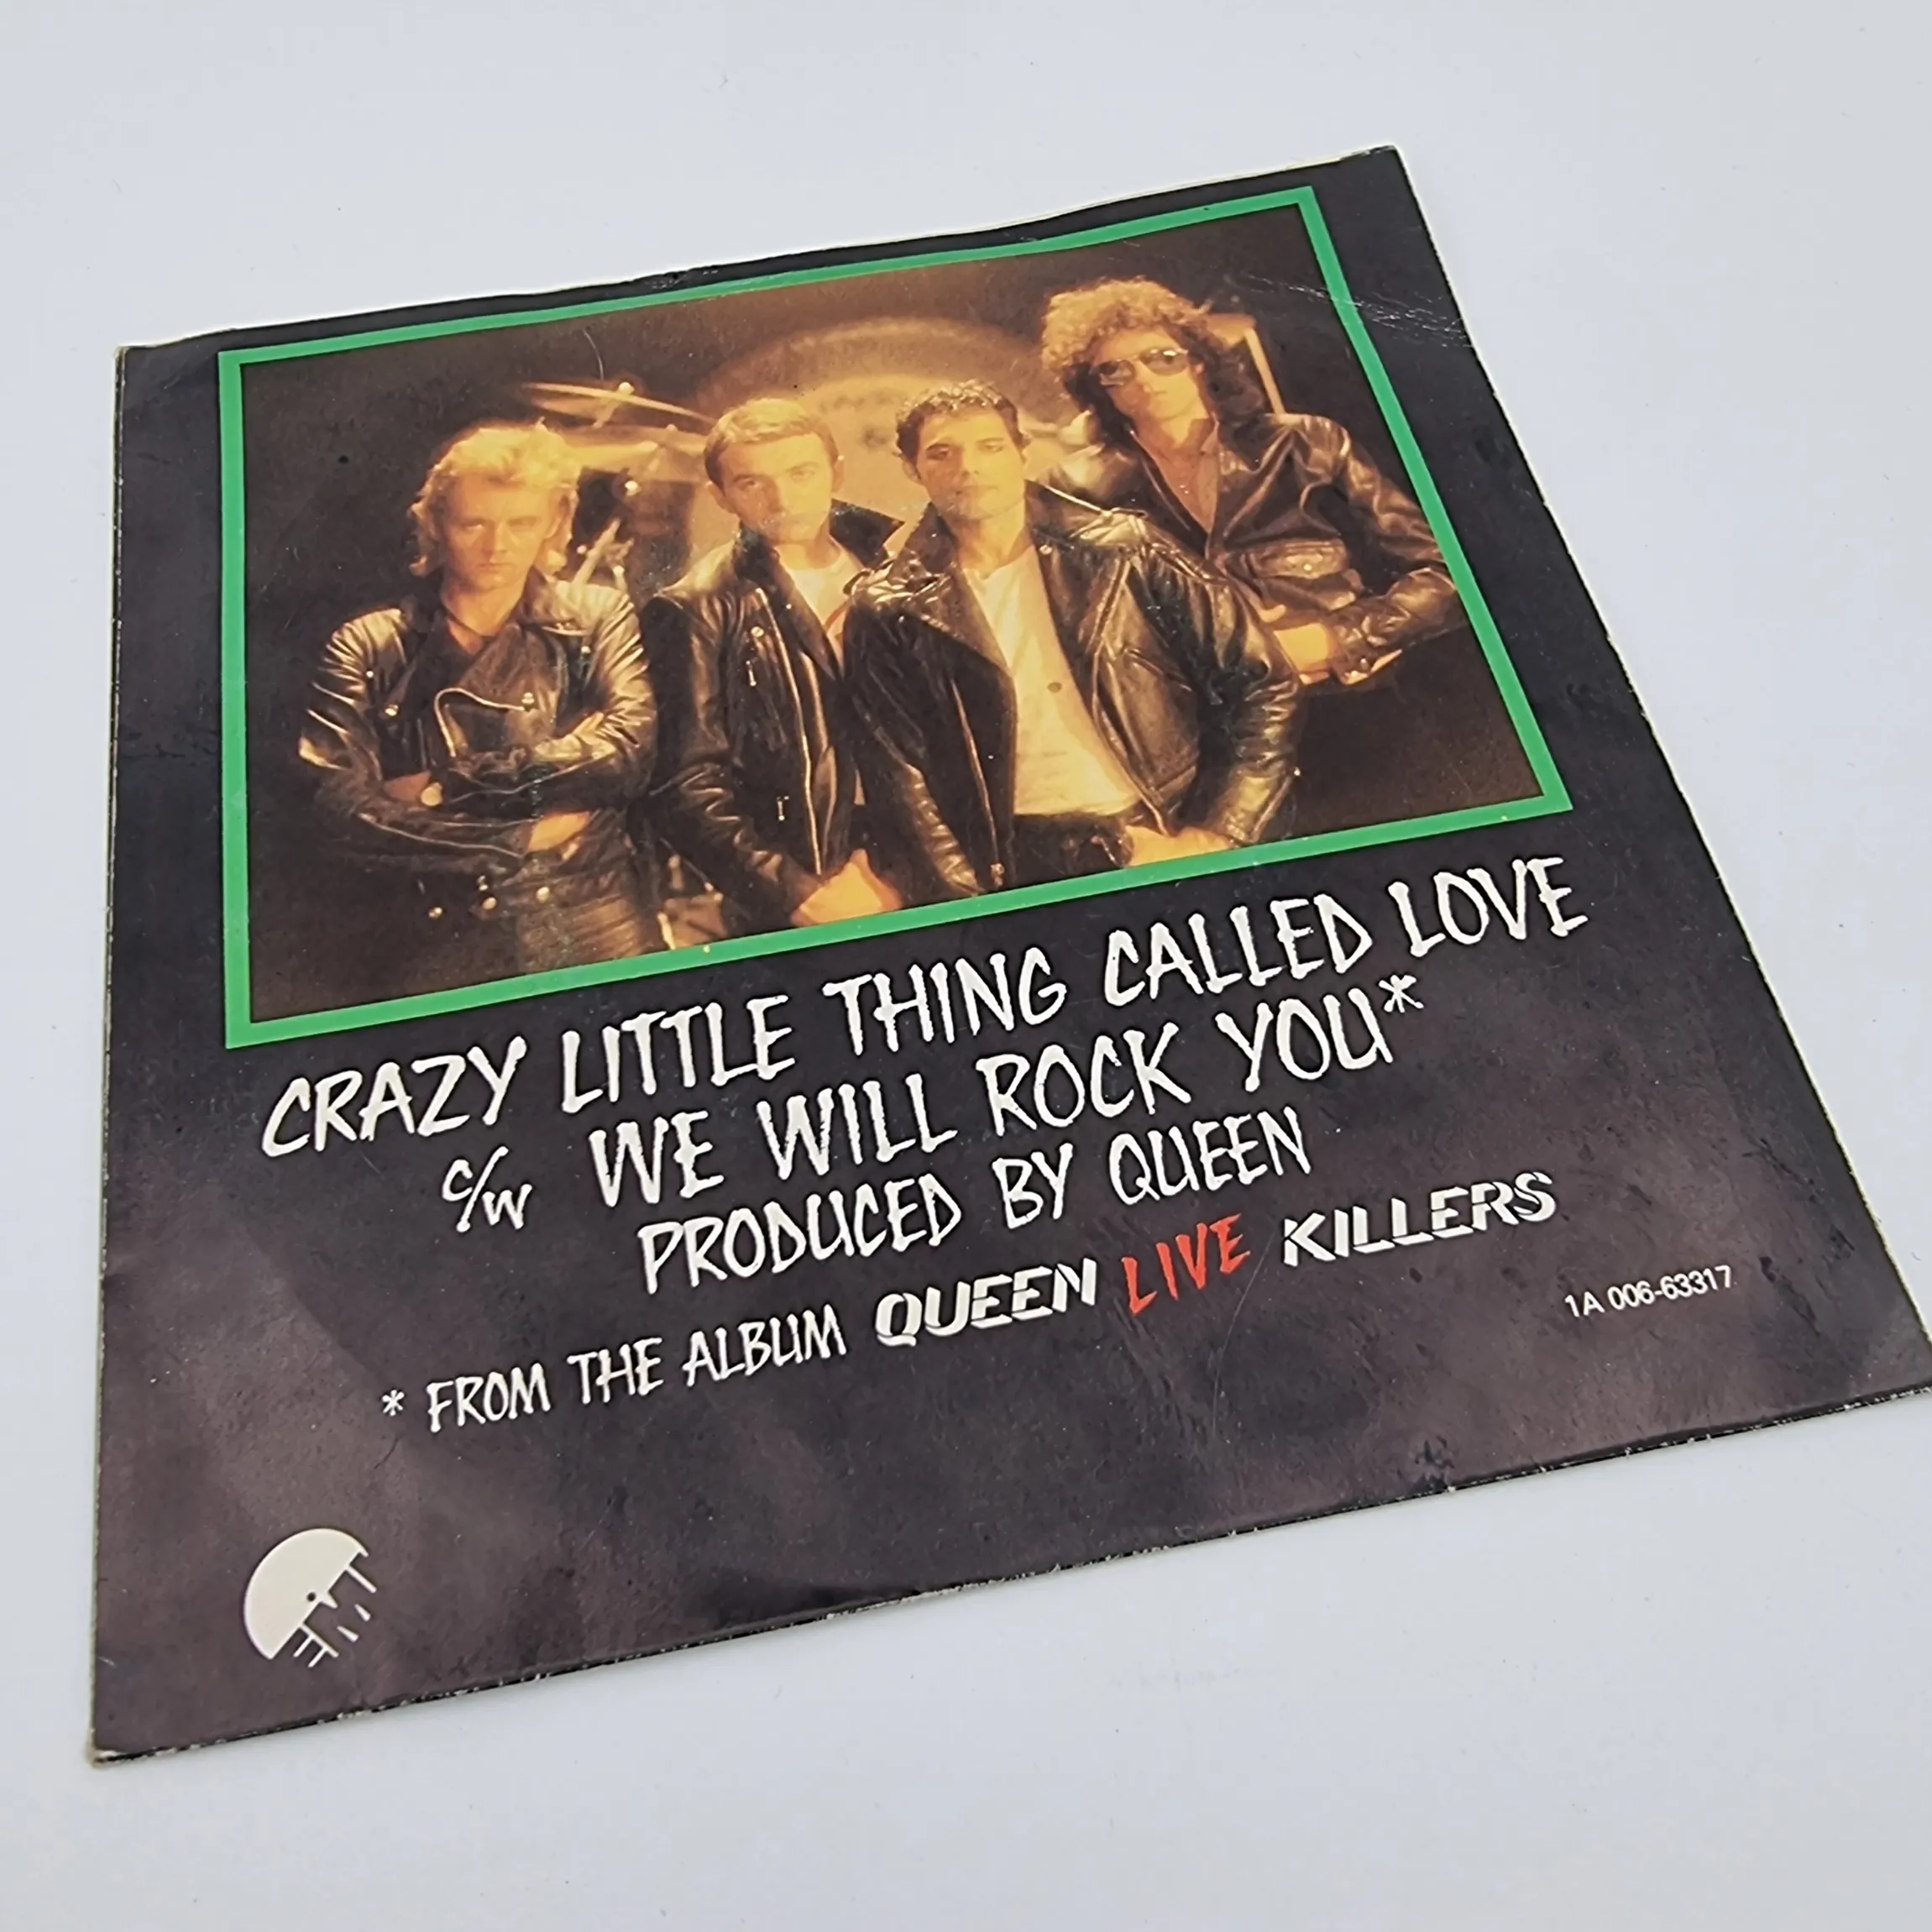 CRAZY LITTLE THING CALLED LOVE
c/w WE WILL ROCK YOU*
PRODUCED BY QUEEN
* FROM THE ALBUM QUEEN LIVE KILLERS
1A 006-63317
EMI